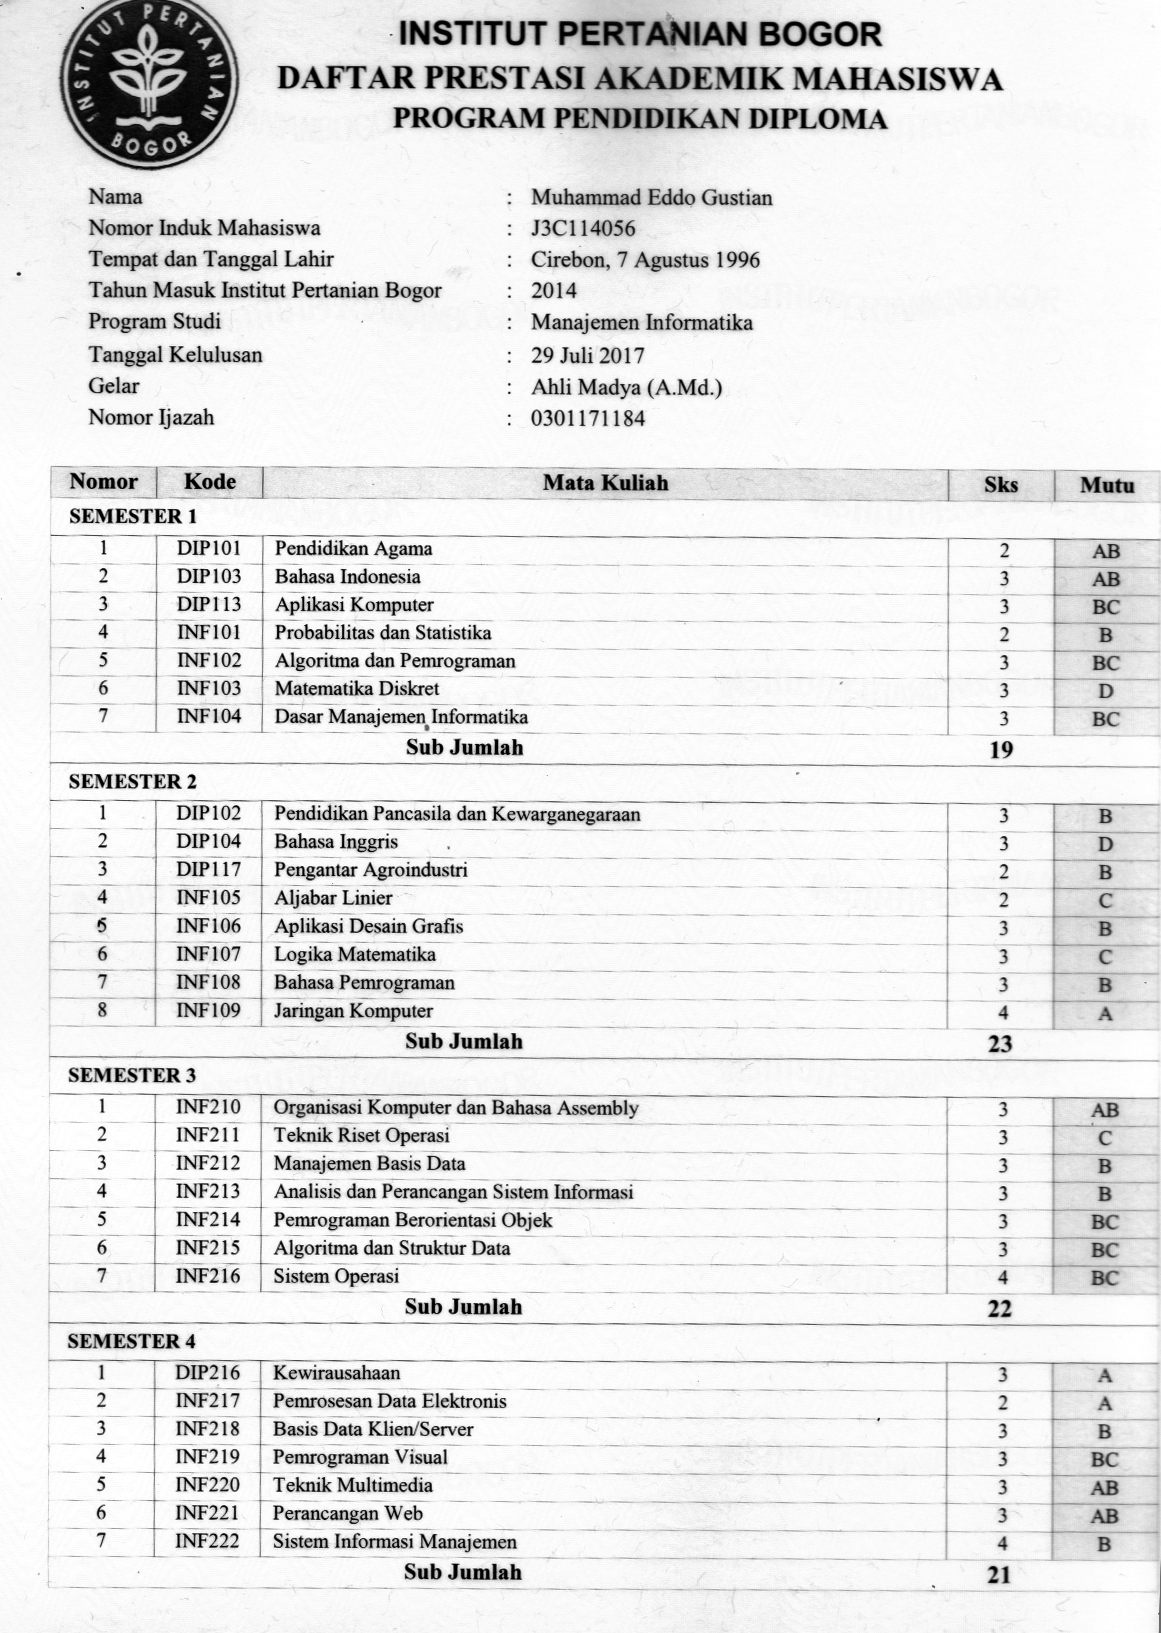 INSTITUT PERTANIAN BOGOR
INSTITUT PERTANIAN BOGOR
DAFTAR PRESTASI AKADEMIK MAHASISWA
PROGRAM PENDIDIKAN DIPLOMA
Nama : Muhammad Eddo Gustian
Nomor Induk Mahasiswa : J3C114056
Tempat dan Tanggal Lahir : Cirebon, 7 Agustus 1996
Tahun Masuk Institut Pertanian Bogor : 2014
Program Studi : Manajemen Informatika
Tanggal Kelulusan : 29 Juli 2017
Gelar : Ahli Madya (A.Md.)
Nomor Ijazah : 0301171184
Nomor Kode Mata Kuliah Sks Mutu
SEMESTER 1
1 DIP101 Pendidikan Agama 2 AB
2 DIP103 Bahasa Indonesia 3 AB
3 DIP113 Aplikasi Komputer 3 BC
4 INF101 Probabilitas dan Statistika 2 B
5 INF102 Algoritma dan Pemrograman 3 BC
6 INF103 Matematika Diskret 3 D
7 INF104 Dasar Manajemen Informatika 3 BC
Sub Jumlah 19
SEMESTER 2
1 DIP102 Pendidikan Pancasila dan Kewarganegaraan 3 B
2 DIP104 Bahasa Inggris 3 D
3 DIP117 Pengantar Agroindustri 2 B
4 INF105 Aljabar Linier 2 C
5 INF106 Aplikasi Desain Grafis 3 B
6 INF107 Logika Matematika 3 C
7 INF108 Bahasa Pemrograman 3 B
8 INF109 Jaringan Komputer 4 A
Sub Jumlah 23
SEMESTER 3
1 INF210 Organisasi Komputer dan Bahasa Assembly 3 AB
2 INF211 Teknik Riset Operasi 3 C
3 INF212 Manajemen Basis Data 3 B
4 INF213 Analisis dan Perancangan Sistem Informasi 3 B
5 INF214 Pemrograman Berorientasi Objek 3 BC
6 INF215 Algoritma dan Struktur Data 3 BC
7 INF216 Sistem Operasi 4 BC
Sub Jumlah 22
SEMESTER 4
1 DIP216 Kewirausahaan 3 A
2 INF217 Pemrosesan Data Elektronis 2 A
3 INF218 Basis Data Klien/Server 3 B
4 INF219 Pemrograman Visual 3 BC
5 INF220 Teknik Multimedia 3 AB
6 INF221 Perancangan Web 3 AB
7 INF222 Sistem Informasi Manajemen 4 B
Sub Jumlah 21